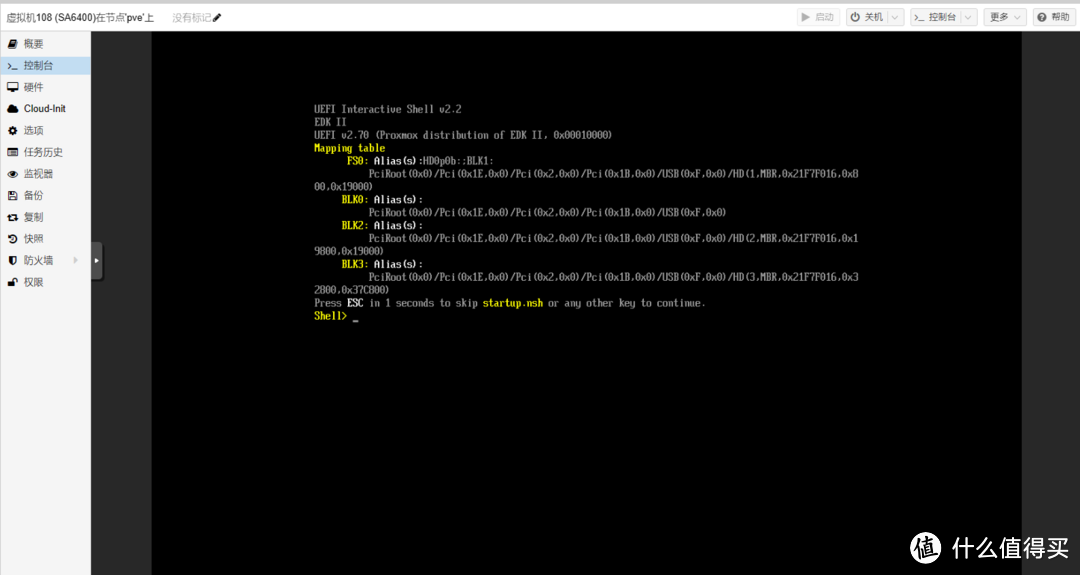 虚拟机108 (SA6400)在节点'pve'上
没有标记
启动
关机
控制台
更多
帮助
概要
控制台
硬件
Cloud-Init
选项
任务历史
监视器
备份
复制
快照
防火墙
权限
UEFI Interactive Shell v2.2
EDK II
UEFI v2.70 (Proxmox distribution of EDK II, 0x00010000)
Mapping table
FS0: Alias(s):HD0p0b:;BLK1:
PciRoot(0x0)/Pci(0x1E,0x0)/Pci(0x2,0x0)/Pci(0x1B,0x0)/USB(0xF,0x0)/HD(1,MBR,0x21F7F016,0x8
00,0x19000)
BLK0: Alias(s):
PciRoot(0x0)/Pci(0x1E,0x0)/Pci(0x2,0x0)/Pci(0x1B,0x0)/USB(0xF,0x0)
BLK2: Alias(s):
PciRoot(0x0)/Pci(0x1E,0x0)/Pci(0x2,0x0)/Pci(0x1B,0x0)/USB(0xF,0x0)/HD(2,MBR,0x21F7F016,0x1
9800,0x19000)
BLK3: Alias(s):
PciRoot(0x0)/Pci(0x1E,0x0)/Pci(0x2,0x0)/Pci(0x1B,0x0)/USB(0xF,0x0)/HD(3,MBR,0x21F7F016,0x3
2800,0x37C800)
Press ESC in 1 seconds to skip startup.nsh or any other key to continue.
Shell> _
值 什么值得买